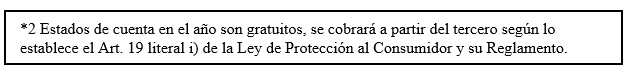 *2 Estados de cuenta en el año son gratuitos, se cobrará a partir del tercero según lo
establece el Art. 19 literal i) de la Ley de Protección al Consumidor y su Reglamento.